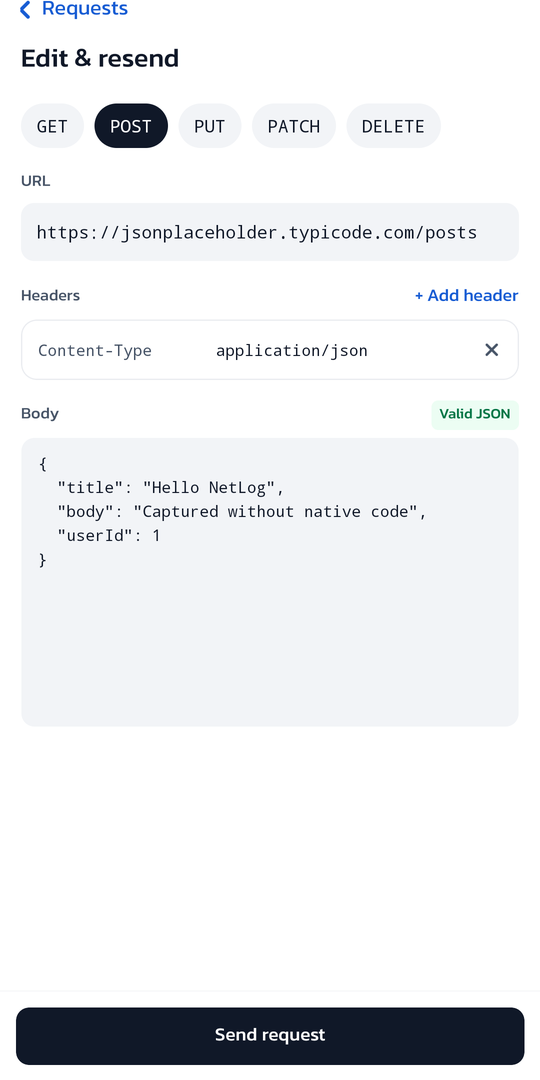 Requests
Edit & resend
GET POST PUT PATCH DELETE
URL
https://jsonplaceholder.typicode.com/posts
Headers + Add header
Content-Type application/json ✕
Body Valid JSON
{
  "title": "Hello NetLog",
  "body": "Captured without native code",
  "userId": 1
}
Send request